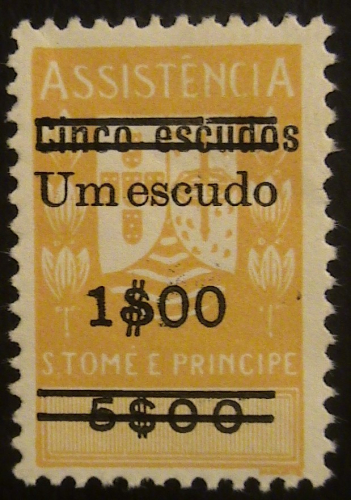 ASSISTÊNCIA
Cinco escudos
Um escudo
1$00
S. TOMÉ E PRINCIPE
5$00